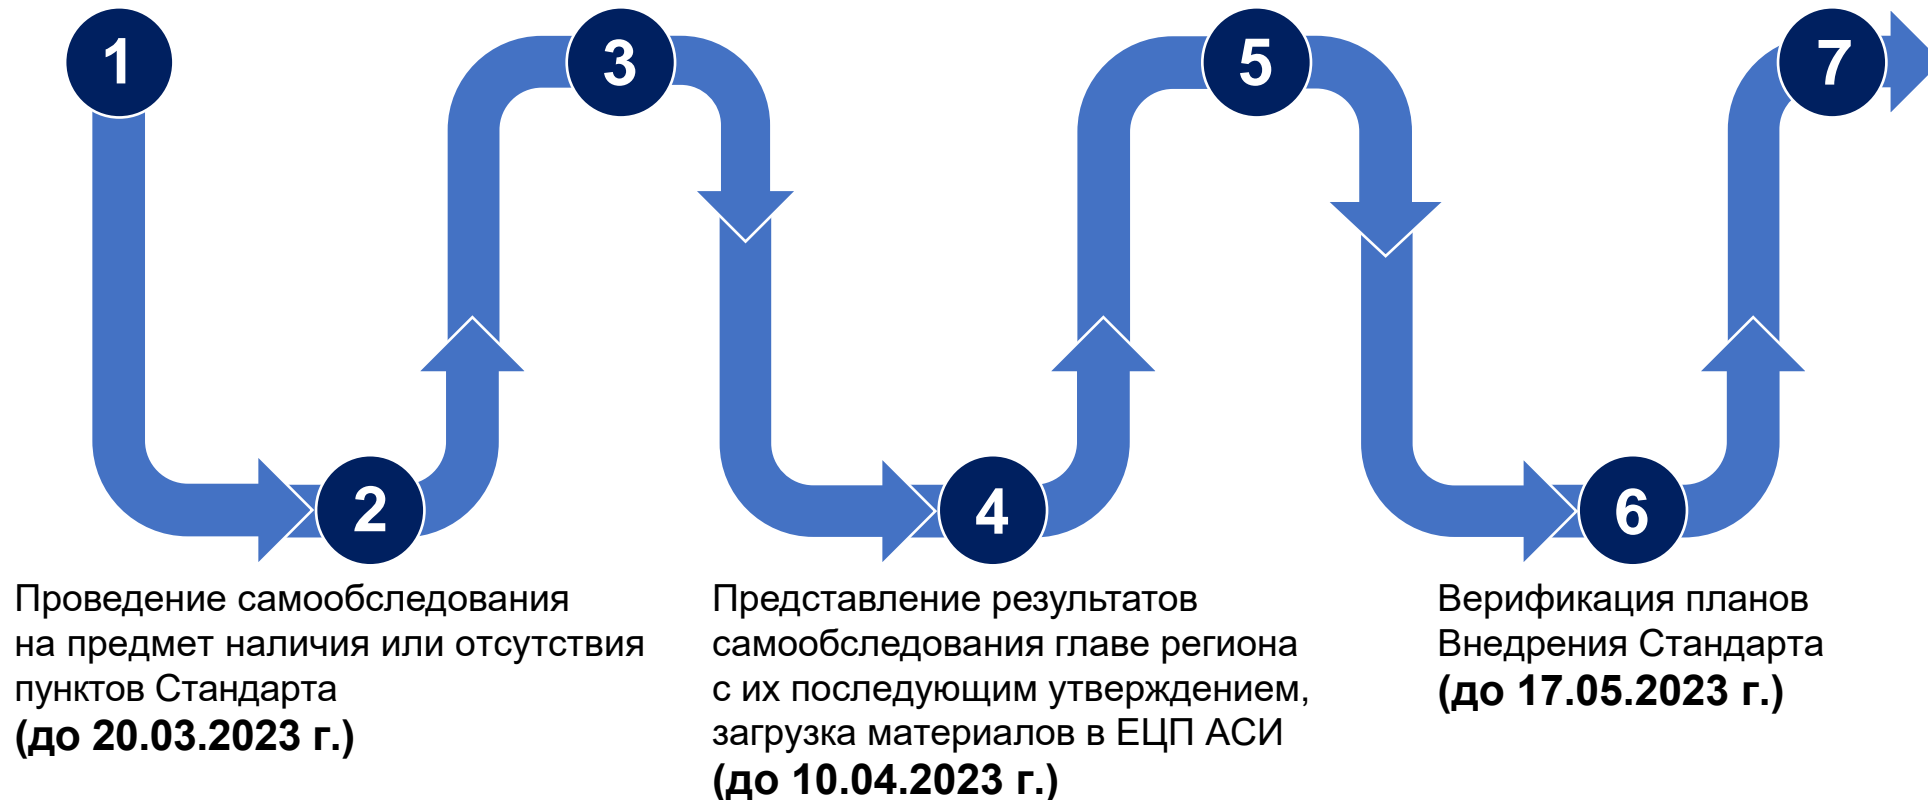 1
3
5
7
2
4
6
Проведение самообследования
на предмет наличия или отсутствия
пунктов Стандарта
(до 20.03.2023 г.)
Представление результатов
самообследования главе региона
с их последующим утверждением,
загрузка материалов в ЕЦП АСИ
(до 10.04.2023 г.)
Верификация планов
Внедрения Стандарта
(до 17.05.2023 г.)